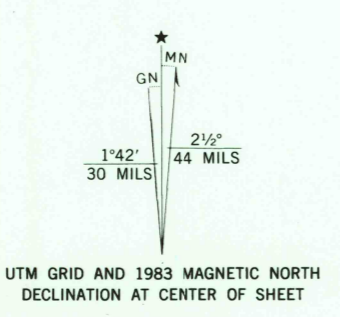 MN
GN
1°42'
30 MILS
2½°
44 MILS
UTM GRID AND 1983 MAGNETIC NORTH
DECLINATION AT CENTER OF SHEET